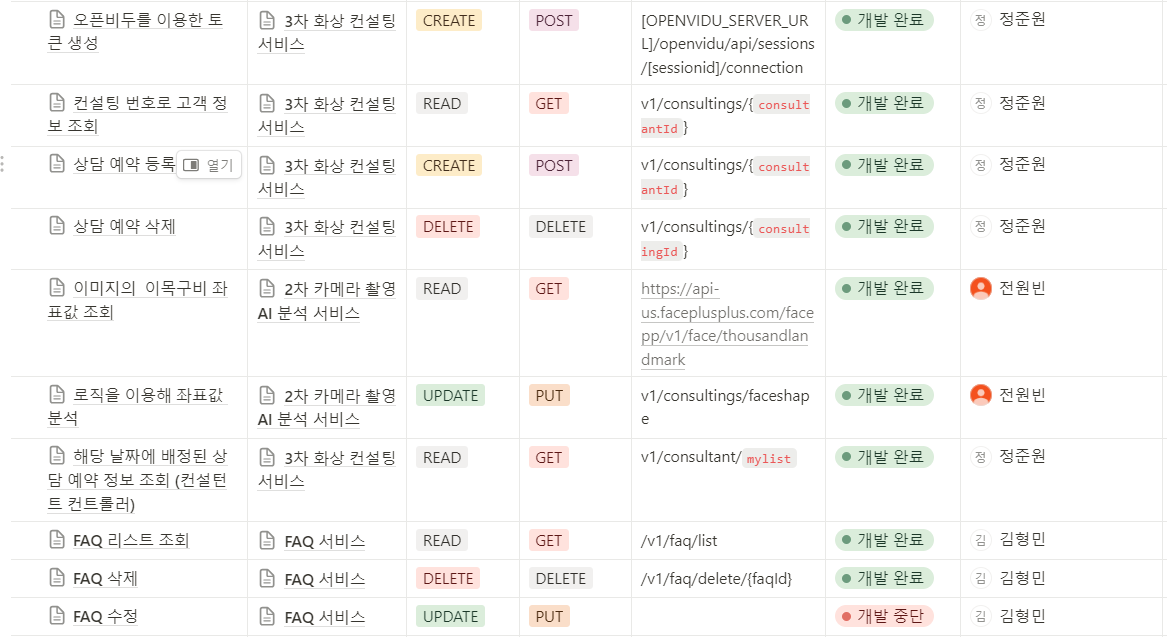 오픈비두를 이용한 토
큰 생성
3차 화상 컨설팅
서비스
CREATE
POST
[OPENVIDU_SERVER_UR
L]/openvidu/api/sessions
/[sessionid]/connection
개발 완료
정 정준원
컨설팅 번호로 고객 정
보 조회
3차 화상 컨설팅
서비스
READ
GET
v1/consultings/{consult
antId}
개발 완료
정 정준원
상담 예약 등록
열기
3차 화상 컨설팅
서비스
CREATE
POST
v1/consultings/{consult
antId}
개발 완료
정 정준원
상담 예약 삭제
3차 화상 컨설팅
서비스
DELETE
DELETE
v1/consultings/{consult
ingId}
개발 완료
정 정준원
이미지의 이목구비 좌
표값 조회
2차 카메라 촬영
AI 분석 서비스
READ
GET
https://api-
us.faceplusplus.com/face
pp/v1/face/thousandlan
dmark
개발 완료
전원빈
로직을 이용해 좌표값
분석
2차 카메라 촬영
AI 분석 서비스
UPDATE
PUT
v1/consultings/faceshap
e
개발 완료
전원빈
해당 날짜에 배정된 상
담 예약 정보 조회 (컨설턴
트 컨트롤러)
3차 화상 컨설팅
서비스
READ
GET
v1/consultant/mylist
개발 완료
정 정준원
FAQ 리스트 조회
FAQ 서비스
READ
GET
/v1/faq/list
개발 완료
김 김형민
FAQ 삭제
FAQ 서비스
DELETE
DELETE
/v1/faq/delete/{faqId}
개발 완료
김 김형민
FAQ 수정
FAQ 서비스
UPDATE
PUT
개발 중단
김 김형민